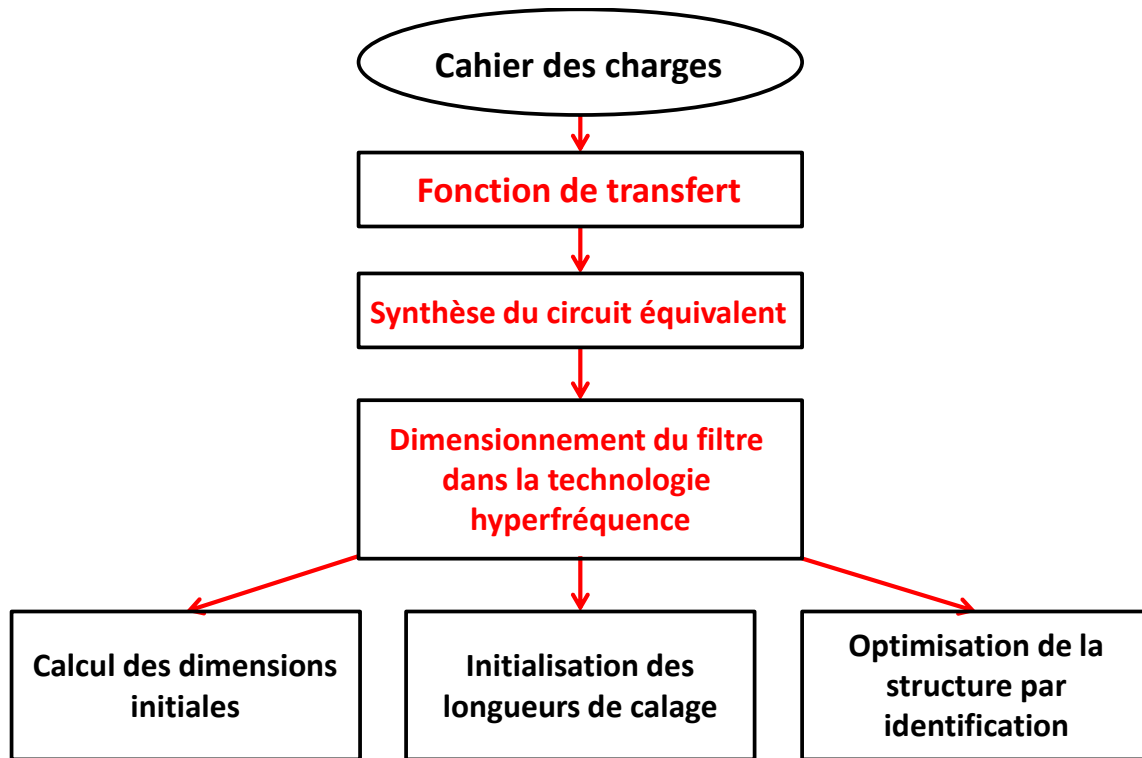 Cahier des charges
Fonction de transfert
Synthèse du circuit équivalent
Dimensionnement du filtre
dans la technologie
hyperfréquence
Calcul des dimensions
initiales
Initialisation des
longueurs de calage
Optimisation de la
structure par
identification